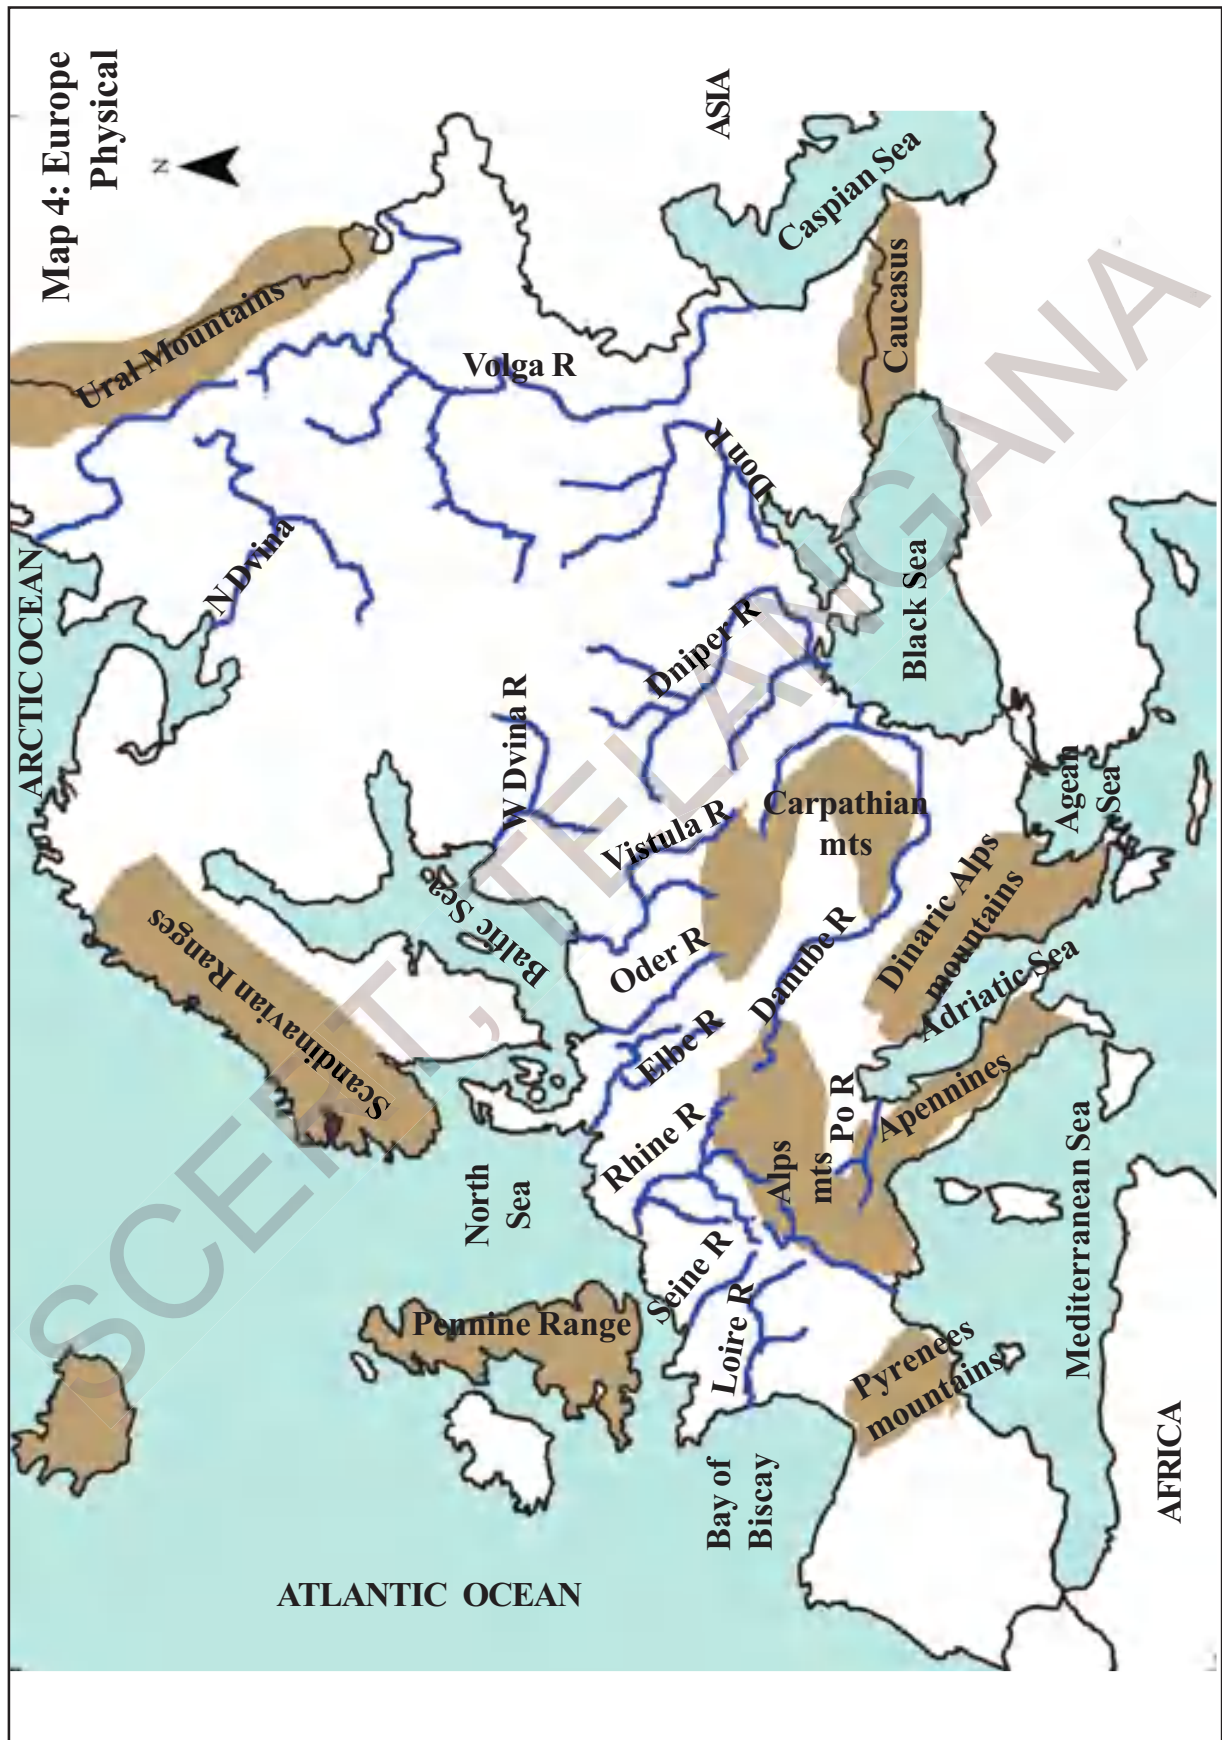 Map 4: Europe
Physical
N
ARCTIC OCEAN
Ural Mountains
ASIA
Caspian Sea
Caucasus
Volga R
Don R
N Dvina
Black Sea
Dniper R
W Dvina R
Vistula R
Carpathian
mts
Agean
Sea
Scandinavian Ranges
Baltic Sea
Oder R
Danube R
Dinaric Alps
mountains
Adriatic Sea
Elbe R
Rhine R
Alps
mts
Po R
Apennines
North
Sea
Seine R
Loire R
Pennine Range
Pyrenees
mountains
Mediterranean Sea
Bay of
Biscay
AFRICA
ATLANTIC OCEAN
SCERT, TELANGANA